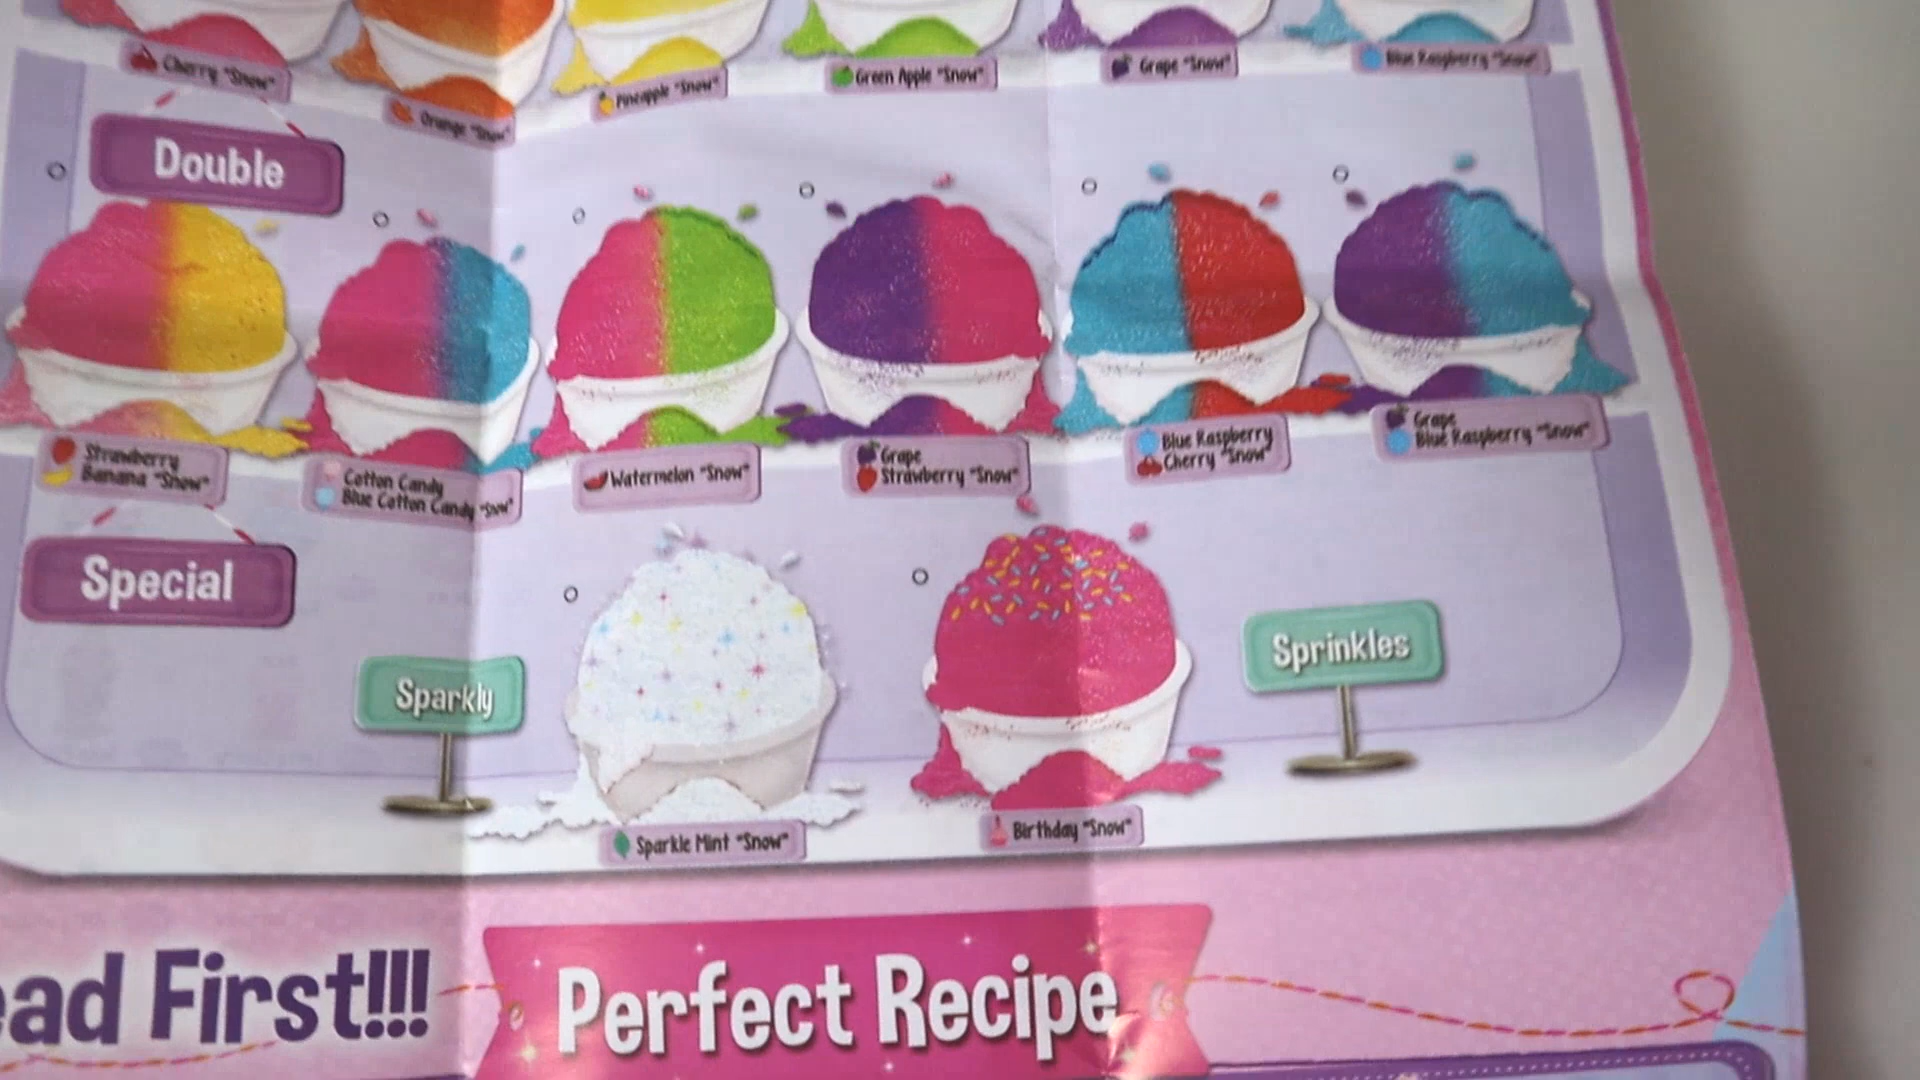 Cherry "Snow"
Orange "Snow"
Pineapple "Snow"
Green Apple "Snow"
Grape "Snow"
Blue Raspberry "Snow"
Double
Strawberry
Banana "Snow"
Cotton Candy
Blue Cotton Candy "Snow"
Watermelon "Snow"
Grape
Strawberry "Snow"
Blue Raspberry
Cherry "Snow"
Grape
Blue Raspberry "Snow"
Special
Sparkly
Sparkle Mint "Snow"
Birthday "Snow"
Sprinkles
ead First!!!
Perfect Recipe